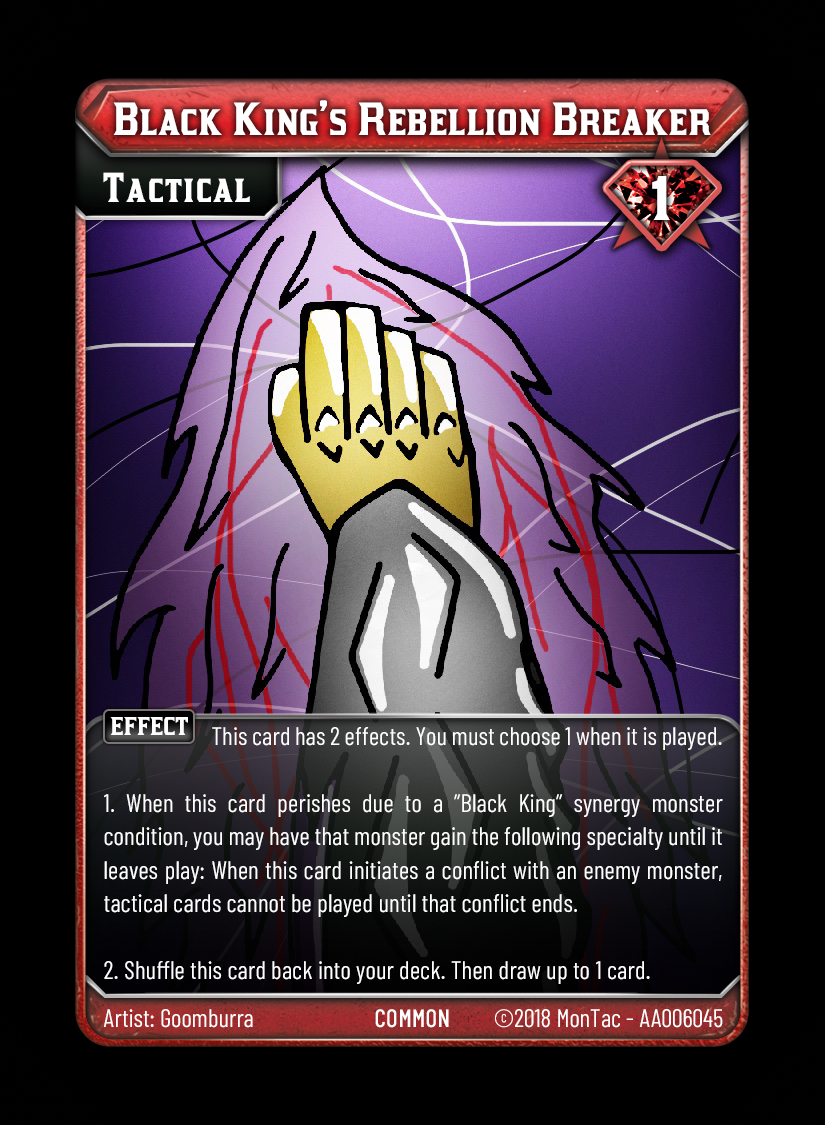 Black King's Rebellion Breaker
Tactical
1
EFFECT
This card has 2 effects. You must choose 1 when it is played.
1. When this card perishes due to a "Black King" synergy monster
condition, you may have that monster gain the following specialty until it
leaves play: When this card initiates a conflict with an enemy monster,
tactical cards cannot be played until that conflict ends.
2. Shuffle this card back into your deck. Then draw up to 1 card.
Artist: Goomburra
COMMON
©2018 MonTac - AA006045